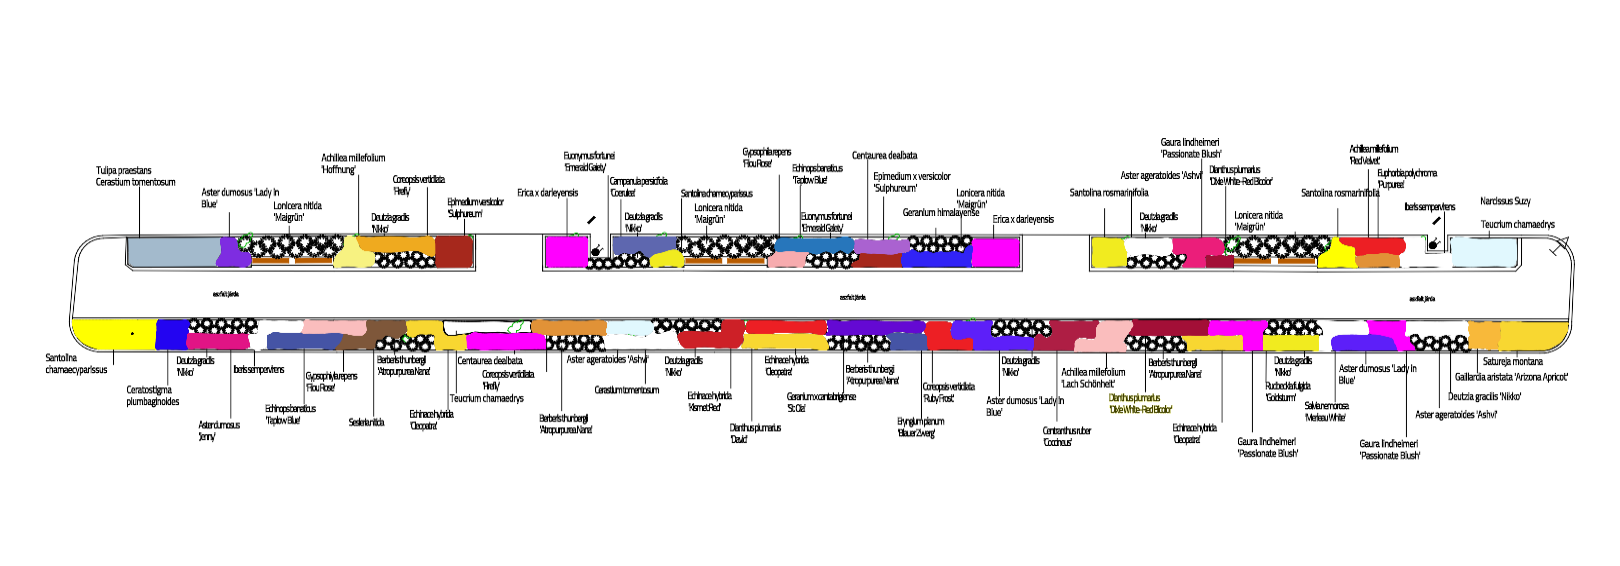 Tulipa praestans
Cerastium tomentosum
Aster dumosus 'Lady in
Blue'
Lonicera nitida
'Maigrün'
Achillea millefolium
'Hoffnung'
Deutzia gracilis
'Nikko'
Coreopsis verticillata
'Firefly'
Epimedium versicolor
'Sulphureum'
Erica x darleyensis
Euonymus fortunei
'Emerald Gaiety'
Campanula persicifolia
'Coerulea'
Deutzia gracilis
'Nikko'
Santolina chamaecyparissus
Lonicera nitida
'Maigrün'
Gypsophila repens
'Filou Rose'
Echinops banaticus
'Taplow Blue'
Euonymus fortunei
'Emerald Gaiety'
Centaurea dealbata
Epimedium x versicolor
'Sulphureum'
Geranium himalayense
Lonicera nitida
'Maigrün'
Erica x darleyensis
Santolina rosmarinifolia
Aster ageratoides 'Ashvi'
Deutzia gracilis
'Nikko'
Gaura lindheimeri
'Passionate Blush'
Dianthus plumarius
'Dixie White-Red Bicolor'
Lonicera nitida
'Maigrün'
Santolina rosmarinifolia
Achillea millefolium
'Red Velvet'
Euphorbia polychroma
'Purpurea'
Iberis sempervirens
Narcissus Suzy
Teucrium chamaedrys
asfalt järda
asfalt järda
asfalt järda
Santolina
chamaecyparissus
Ceratostigma
plumbaginoides
Deutzia gracilis
'Nikko'
Aster dumosus
'Jenny'
Iberis sempervirens
Echinops banaticus
'Taplow Blue'
Gypsophila repens
'Filou Rose'
Sesleria nitida
Berberis thunbergii
'Atropurpurea Nana'
Echinacea hybrida
'Cleopatra'
Teucrium chamaedrys
Centaurea dealbata
Coreopsis verticillata
'Firefly'
Berberis thunbergii
'Atropurpurea Nana'
Aster ageratoides 'Ashvi'
Cerastium tomentosum
Deutzia gracilis
'Nikko'
Echinacea hybrida
'Kismet Red'
Dianthus plumarius
'David'
Echinacea hybrida
'Cleopatra'
Geranium x cantabrigiense
'St Ola'
Berberis thunbergii
'Atropurpurea Nana'
Eryngium planum
'Blauer Zwerg'
Coreopsis verticillata
'Ruby Frost'
Deutzia gracilis
'Nikko'
Aster dumosus 'Lady in
Blue'
Centranthus ruber
'Coccineus'
Achillea millefolium
'Lach Schönheit'
Dianthus plumarius
'Dixie White-Red Bicolor'
Berberis thunbergii
'Atropurpurea Nana'
Echinacea hybrida
'Cleopatra'
Gaura lindheimeri
'Passionate Blush'
Deutzia gracilis
'Nikko'
Rudbeckia fulgida
'Goldsturm'
Salvia nemorosa
'Merleau White'
Aster dumosus 'Lady in
Blue'
Gaura lindheimeri
'Passionate Blush'
Aster ageratoides 'Ashvi'
Deutzia gracilis 'Nikko'
Gaillardia aristata 'Arizona Apricot'
Satureja montana